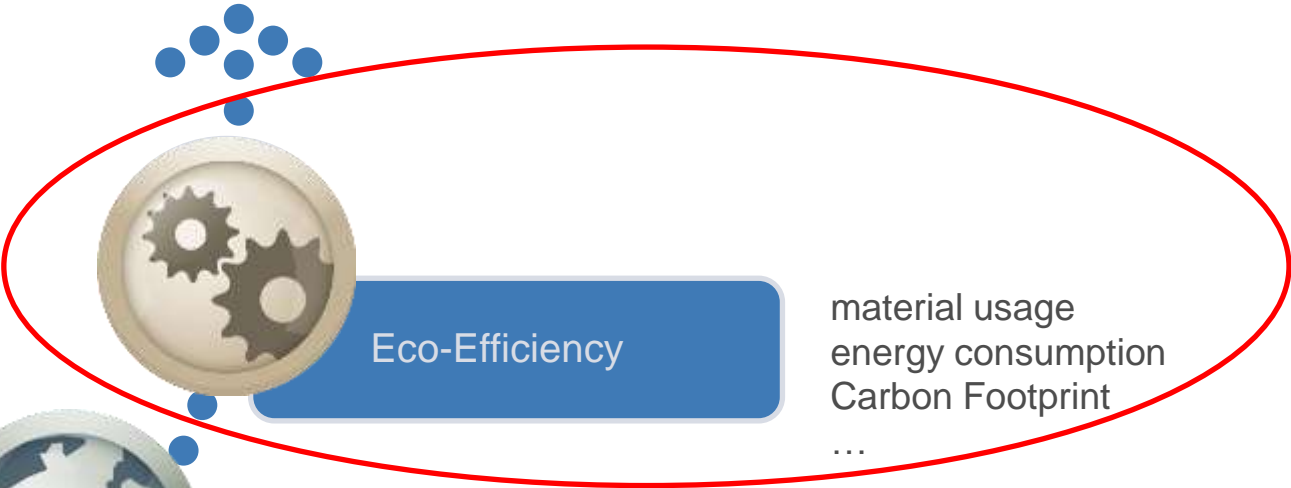 Eco-Efficiency
material usage
energy consumption
Carbon Footprint
…